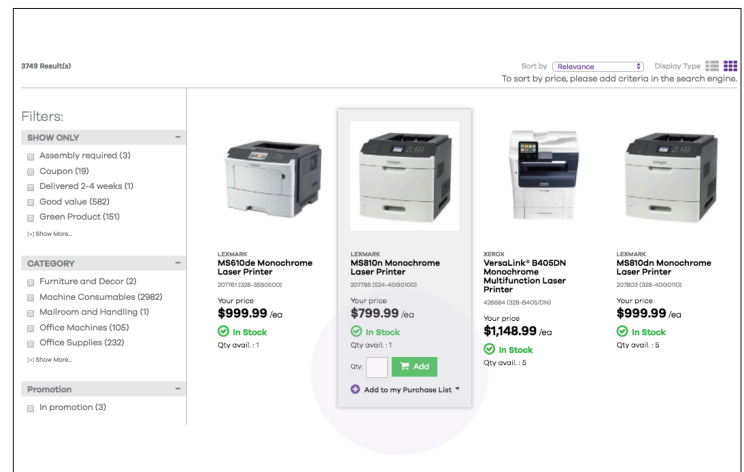 3749 Result(s)
Sort by Relevance Display Type
To sort by price, please add criteria in the search engine.
Filters:
SHOW ONLY –
Assembly required (3)
Coupon (19)
Delivered 2-4 weeks (1)
Good value (582)
Green Product (151)
[+] Show More..
CATEGORY –
Furniture and Decor (2)
Machine Consumables (2982)
Mailroom and Handling (1)
Office Machines (105)
Office Supplies (232)
[+] Show More..
Promotion –
In promotion (3)
LEXMARK
MS610de Monochrome
Laser Printer
207761 (328-35S0500)
Your price
$999.99 /ea
In Stock
Qty avail. : 1
LEXMARK
MS810n Monochrome
Laser Printer
207795 (524-40G0100)
Your price
$799.99 /ea
In Stock
Qty avail. : 1
Qty: Add
Add to my Purchase List
XEROX
VersaLink® B405DN
Monochrome
Multifunction Laser
Printer
426684 (328-B405/DN)
Your price
$1,148.99 /ea
In Stock
Qty avail. : 5
LEXMARK
MS810dn Monochrome
Laser Printer
207803 (328-40G0110)
Your price
$999.99 /ea
In Stock
Qty avail. : 5